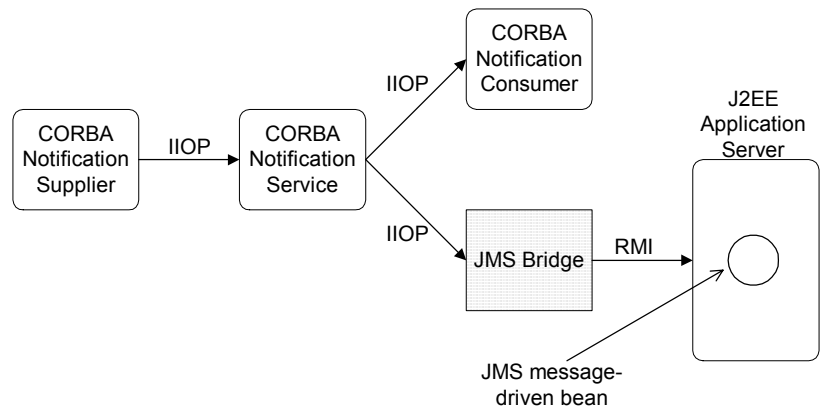 CORBA
Notification
Supplier
IIOP
CORBA
Notification
Service
IIOP
CORBA
Notification
Consumer
IIOP
JMS Bridge
RMI
J2EE
Application
Server
JMS message-
driven bean